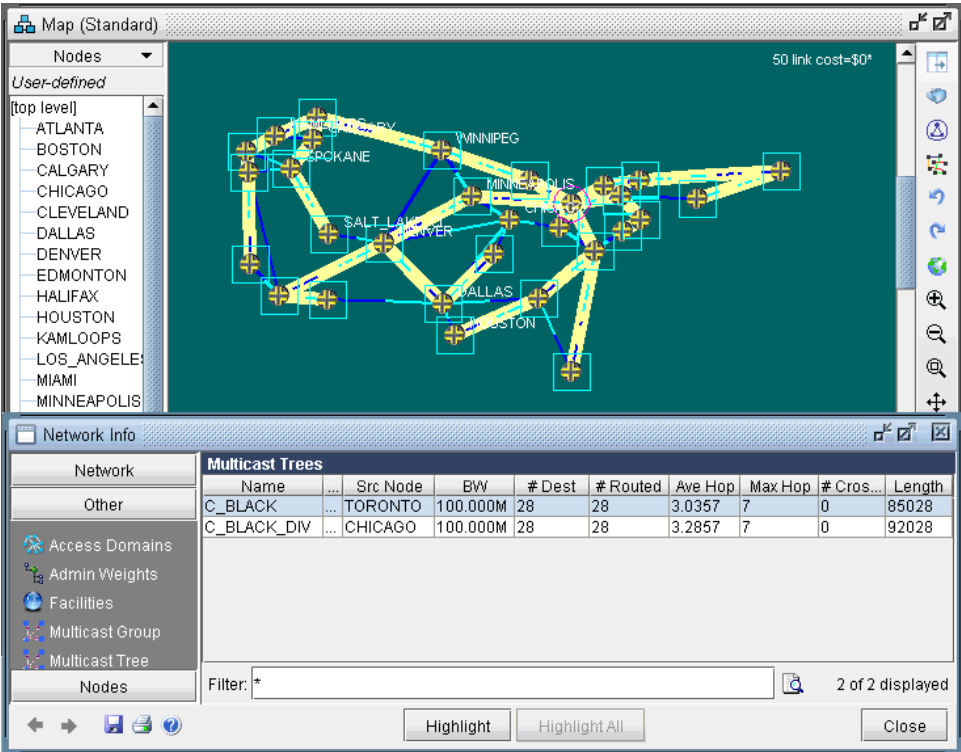 Map (Standard)
Nodes
User-defined
[top level]
ATLANTA
BOSTON
CALGARY
CHICAGO
CLEVELAND
DALLAS
DENVER
EDMONTON
HALIFAX
HOUSTON
KAMLOOPS
LOS_ANGELE
MIAMI
MINNEAPOLIS
50 link cost=$0*
WINNIPEG
SPOKANE
MINNEAPOLIS
SALT_LAKE
DENVER
DALLAS
HOUSTON
Network Info
Network
Other
Access Domains
Admin Weights
Facilities
Multicast Group
Multicast Tree
Nodes
Multicast Trees
Name ... Src Node BW # Dest # Routed Ave Hop Max Hop # Cros... Length
C_BLACK ... TORONTO 100.000M 28 28 3.0357 7 0 85028
C_BLACK_DIV ... CHICAGO 100.000M 28 28 3.2857 7 0 92028
Filter: * 2 of 2 displayed
Highlight Highlight All Close